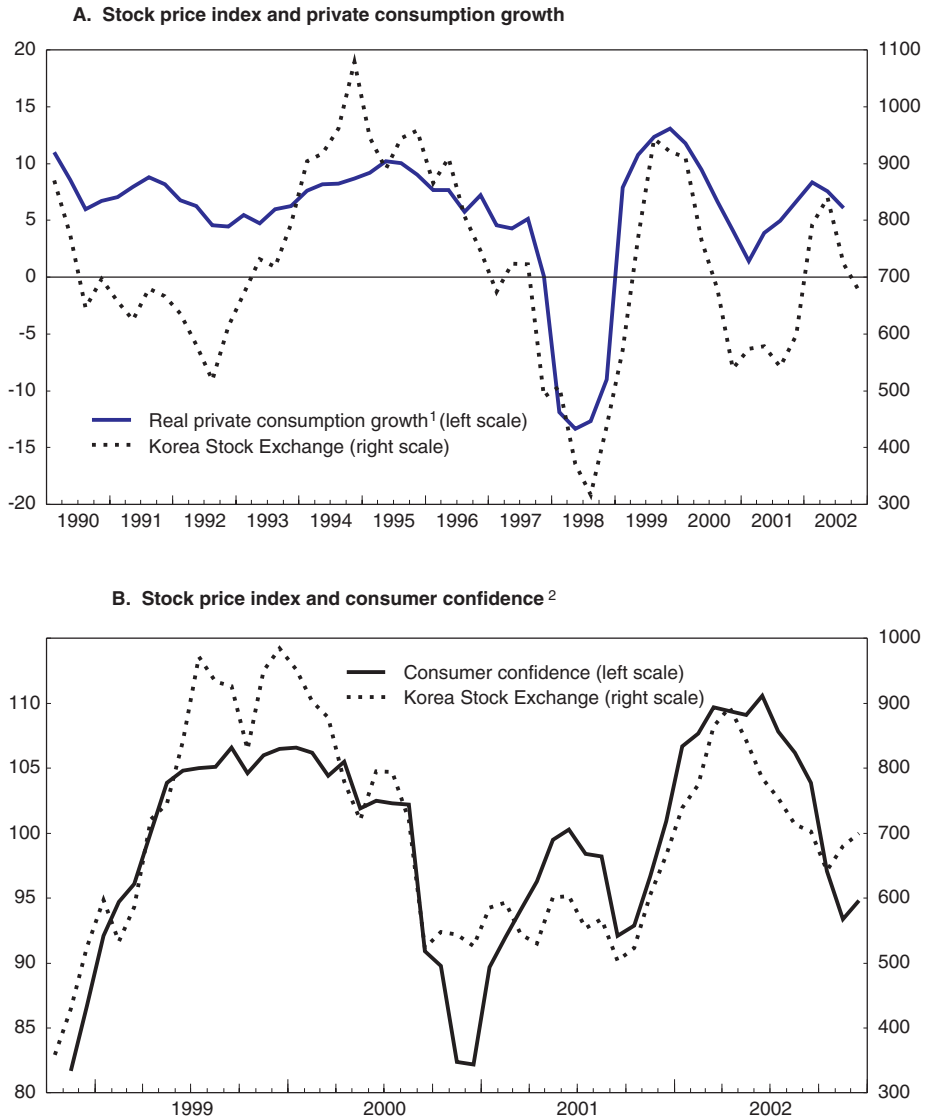 A. Stock price index and private consumption growth
20 1100
15 1000
10 900
5 800
0 700
-5 600
-10 500
-15 400
-20 300
Real private consumption growth1 (left scale)
Korea Stock Exchange (right scale)
1990 1991 1992 1993 1994 1995 1996 1997 1998 1999 2000 2001 2002
B. Stock price index and consumer confidence 2
1000
Consumer confidence (left scale)
Korea Stock Exchange (right scale)
110 900
105 800
100 700
95 600
90 500
85 400
80 300
1999 2000 2001 2002